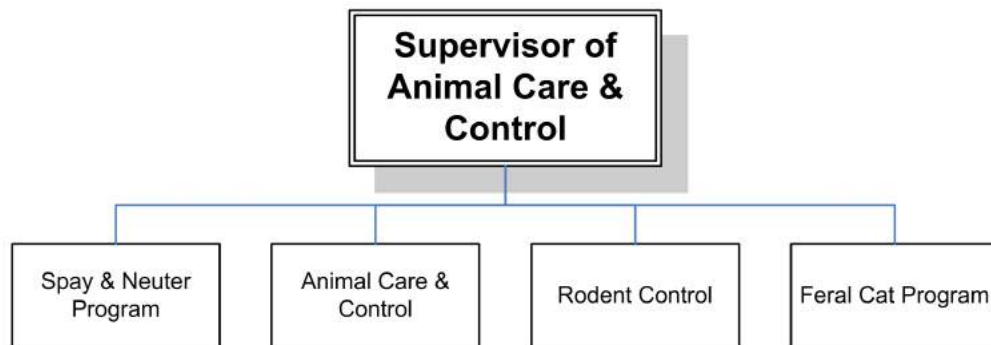 Supervisor of
Animal Care &
Control
Spay & Neuter
Program
Animal Care &
Control
Rodent Control
Feral Cat Program